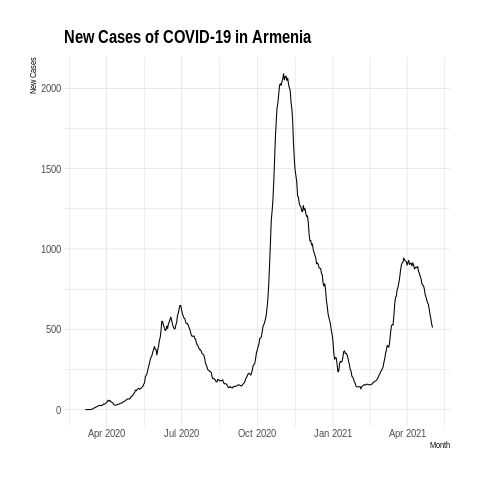 New Cases of COVID-19 in Armenia
New Cases
2000
1500
1000
500
0
Apr 2020 Jul 2020 Oct 2020 Jan 2021 Apr 2021
Month